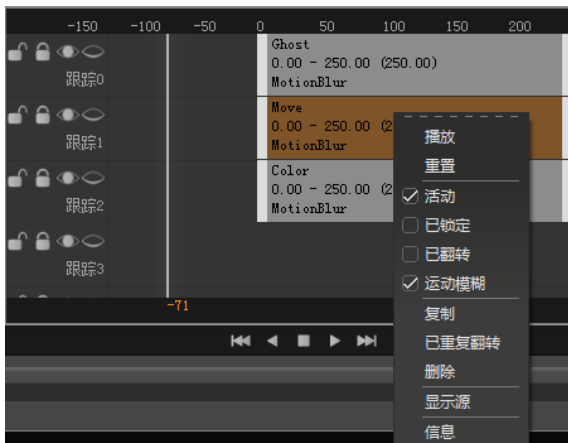 -150 -100 -50 0 50 100 150 200
Ghost
0.00 - 250.00 (250.00)
MotionBlur
跟踪0
Move
0.00 - 250.00 (2
MotionBlur
跟踪1
Color
0.00 - 250.00 (2
MotionBlur
跟踪2
跟踪3
-71
播放
重置
活动
已锁定
已翻转
运动模糊
复制
已重复翻转
删除
显示源
信息